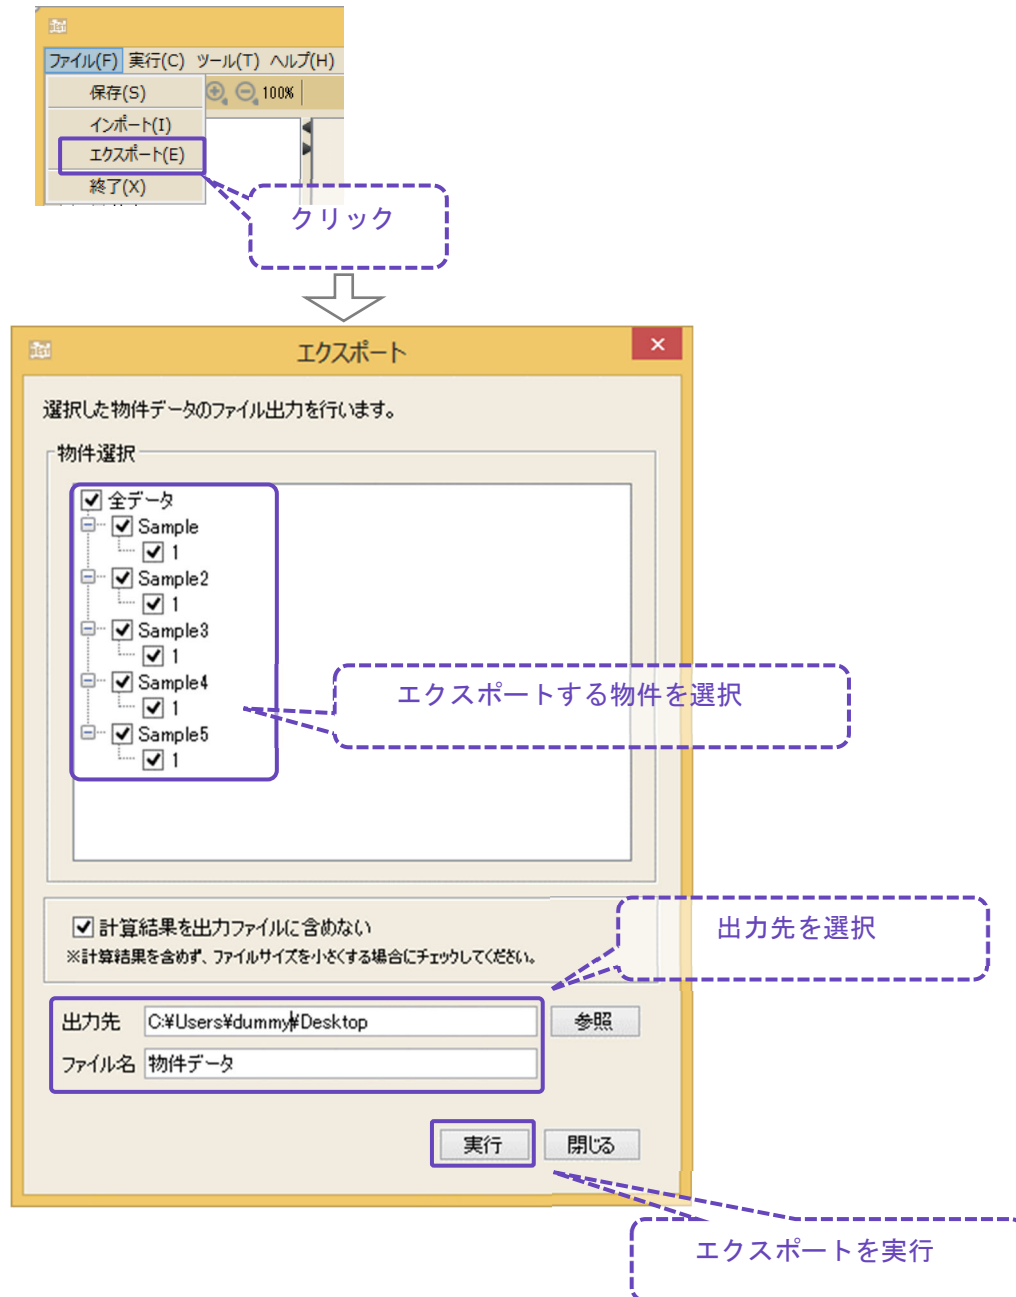 ファイル(F) 実行(C) ツール(T) ヘルプ(H)
保存(S)
100%
インポート(I)
エクスポート(E)
終了(X)
クリック
エクスポート
選択した物件データのファイル出力を行います。
物件選択
全データ
Sample
1
Sample2
1
Sample3
1
Sample4
1
Sample5
1
エクスポートする物件を選択
計算結果を出力ファイルに含めない
※計算結果を含めず、ファイルサイズを小さくする場合にチェックしてください。
出力先を選択
出力先 C:¥Users¥dummy¥Desktop 参照
ファイル名 物件データ
実行 閉じる
エクスポートを実行